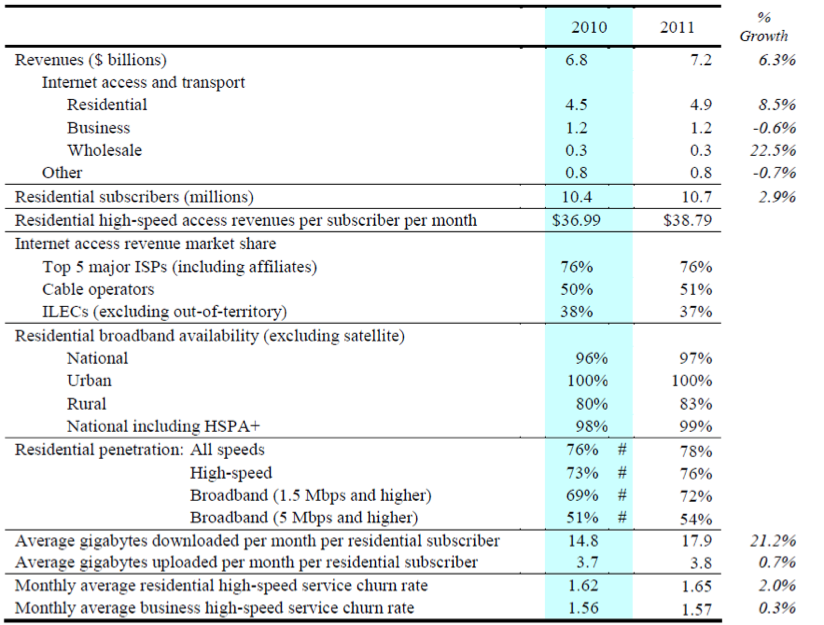 %
2010 2011 Growth
Revenues ($ billions) 6.8 7.2 6.3%
Internet access and transport
Residential 4.5 4.9 8.5%
Business 1.2 1.2 -0.6%
Wholesale 0.3 0.3 22.5%
Other 0.8 0.8 -0.7%
Residential subscribers (millions) 10.4 10.7 2.9%
Residential high-speed access revenues per subscriber per month $36.99 $38.79
Internet access revenue market share
Top 5 major ISPs (including affiliates) 76% 76%
Cable operators 50% 51%
ILECs (excluding out-of-territory) 38% 37%
Residential broadband availability (excluding satellite)
National 96% 97%
Urban 100% 100%
Rural 80% 83%
National including HSPA+ 98% 99%
Residential penetration: All speeds 76% # 78%
High-speed 73% # 76%
Broadband (1.5 Mbps and higher) 69% # 72%
Broadband (5 Mbps and higher) 51% # 54%
Average gigabytes downloaded per month per residential subscriber 14.8 17.9 21.2%
Average gigabytes uploaded per month per residential subscriber 3.7 3.8 0.7%
Monthly average residential high-speed service churn rate 1.62 1.65 2.0%
Monthly average business high-speed service churn rate 1.56 1.57 0.3%